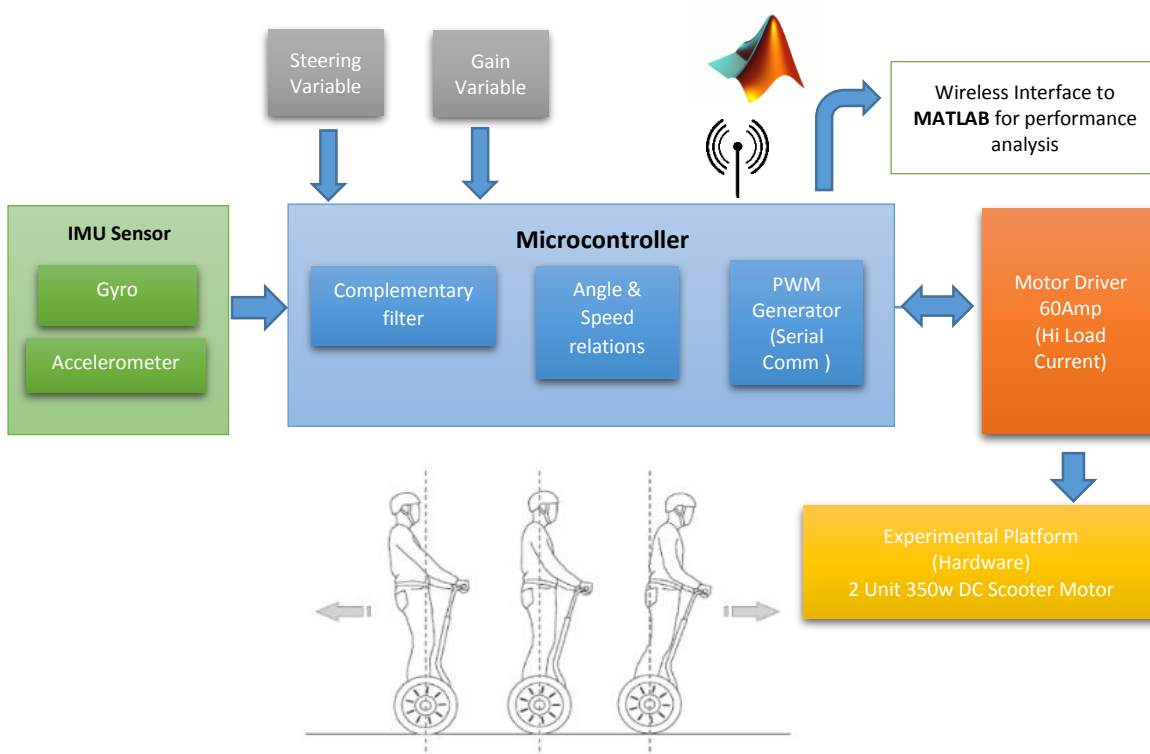 Steering
Variable
Gain
Variable
Wireless Interface to
MATLAB for performance
analysis
IMU Sensor
Gyro
Accelerometer
Microcontroller
Complementary
filter
Angle &
Speed
relations
PWM
Generator
(Serial
Comm )
Motor Driver
60Amp
(Hi Load
Current)
Experimental Platform
(Hardware)
2 Unit 350w DC Scooter Motor